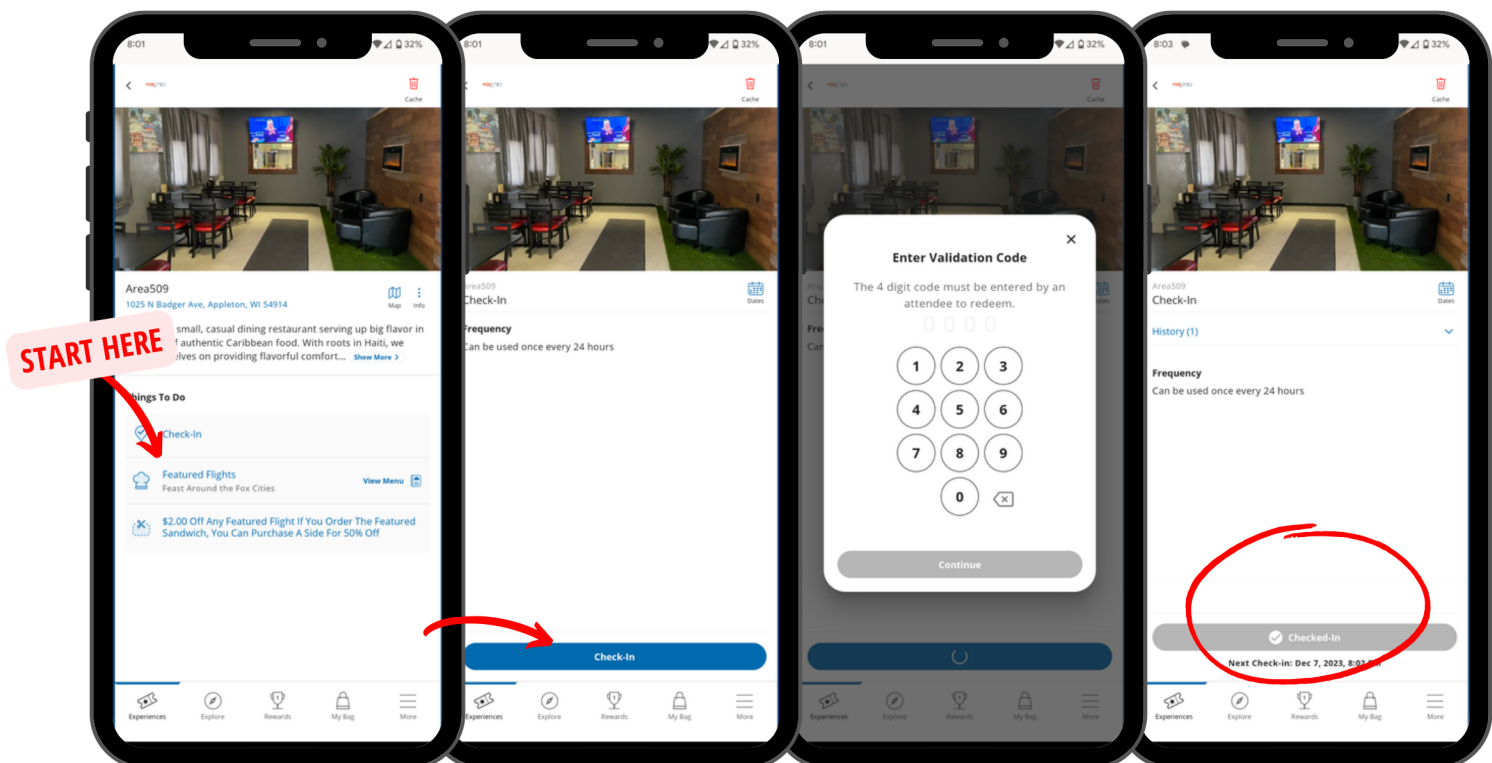 START HERE
8:01
32%
Cache
Area509
1025 N Badger Ave, Appleton, WI 54914
Map
Info
small, casual dining restaurant serving up big flavor in
authentic Caribbean food. With roots in Haiti, we
elves on providing flavorful comfort... Show More >
Things To Do
Check-In
Featured Flights
Feast Around the Fox Cities
View Menu
$2.00 Off Any Featured Flight If You Order The Featured
Sandwich, You Can Purchase A Side For 50% Off
Experiences
Explore
Rewards
My Bag
More
8:01
32%
Cache
Area509
Check-In
Dates
Frequency
Can be used once every 24 hours
Check-In
Experiences
Explore
Rewards
My Bag
More
8:01
32%
Cache
Enter Validation Code
The 4 digit code must be entered by an
attendee to redeem.
0 0 0 0
1 2 3
4 5 6
7 8 9
0
Continue
Experiences
Explore
Rewards
My Bag
More
8:03
32%
Cache
Area509
Check-In
Dates
History (1)
Frequency
Can be used once every 24 hours
Checked-In
Next Check-in: Dec 7, 2023, 8:02
Experiences
Explore
Rewards
My Bag
More